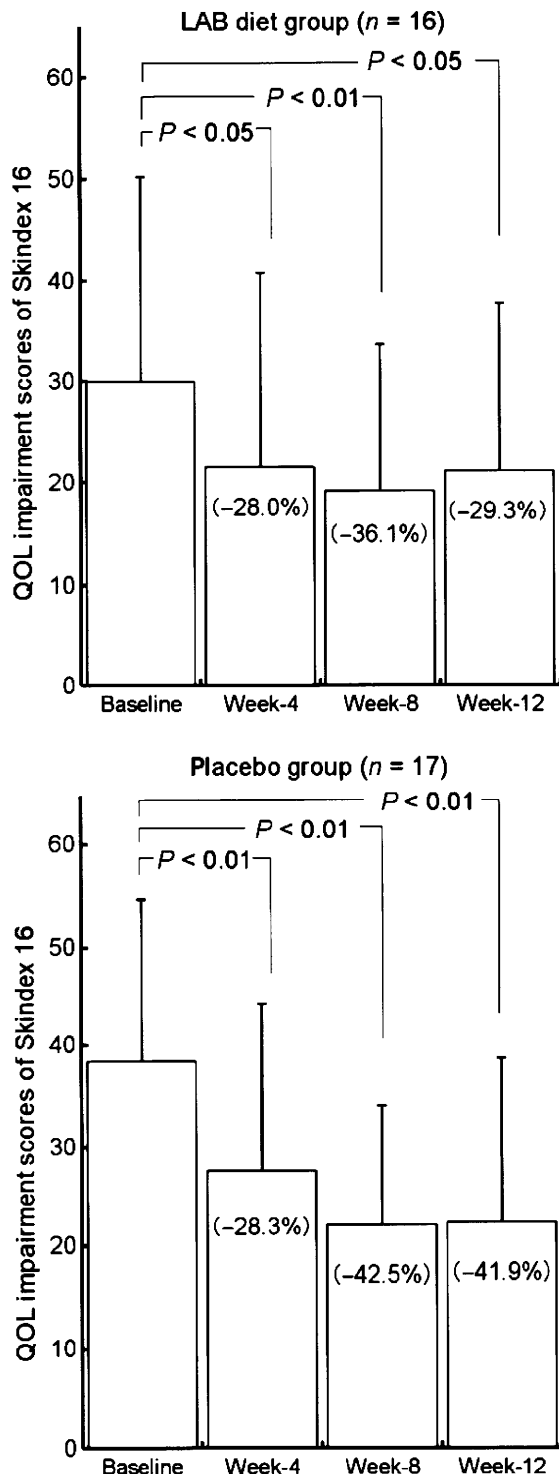 LAB diet group (n = 16)
QOL impairment scores of Skindex 16
60
50
40
30
20
10
0
P < 0.05
P < 0.01
P < 0.05
(−28.0%)
(−36.1%)
(−29.3%)
Baseline Week-4 Week-8 Week-12
Placebo group (n = 17)
QOL impairment scores of Skindex 16
60
50
40
30
20
10
0
P < 0.01
P < 0.01
P < 0.01
(−28.3%)
(−42.5%)
(−41.9%)
Baseline Week-4 Week-8 Week-12